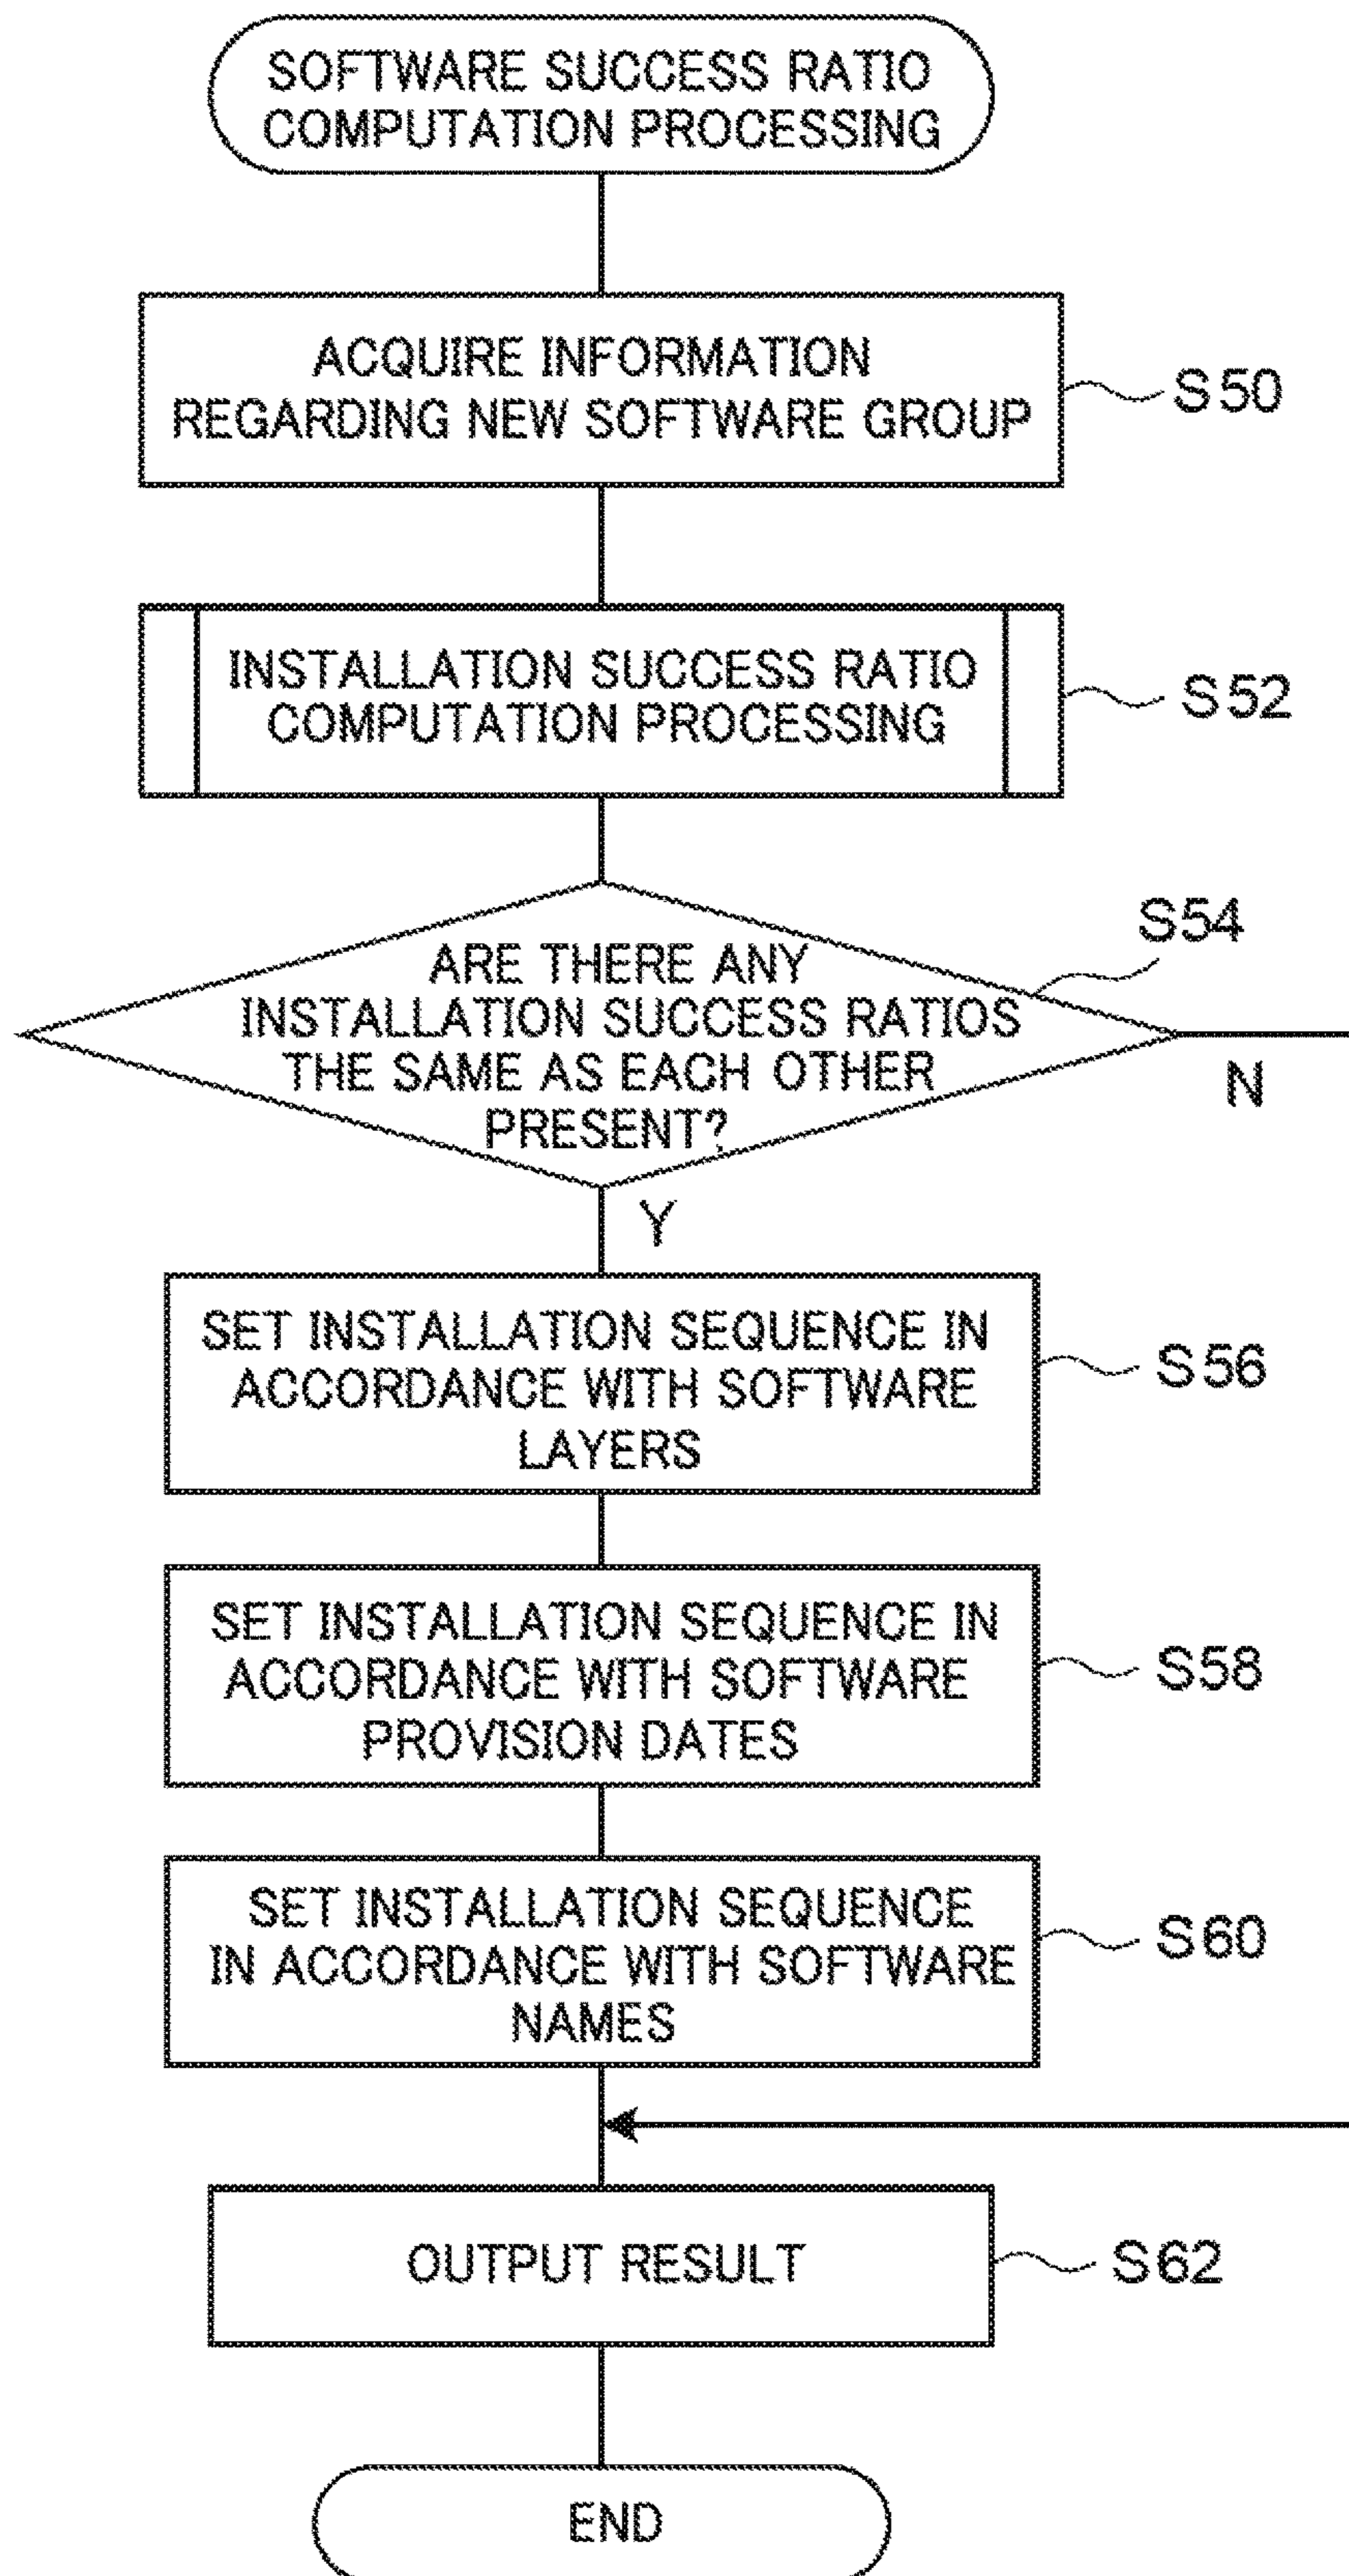 SOFTWARE SUCCESS RATIO
COMPUTATION PROCESSING
ACQUIRE INFORMATION
REGARDING NEW SOFTWARE GROUP
S50
INSTALLATION SUCCESS RATIO
COMPUTATION PROCESSING
S52
S54
ARE THERE ANY
INSTALLATION SUCCESS RATIOS
THE SAME AS EACH OTHER
PRESENT?
N
Y
SET INSTALLATION SEQUENCE IN
ACCORDANCE WITH SOFTWARE
LAYERS
S56
SET INSTALLATION SEQUENCE IN
ACCORDANCE WITH SOFTWARE
PROVISION DATES
S58
SET INSTALLATION SEQUENCE
IN ACCORDANCE WITH SOFTWARE
NAMES
S60
OUTPUT RESULT
S62
END